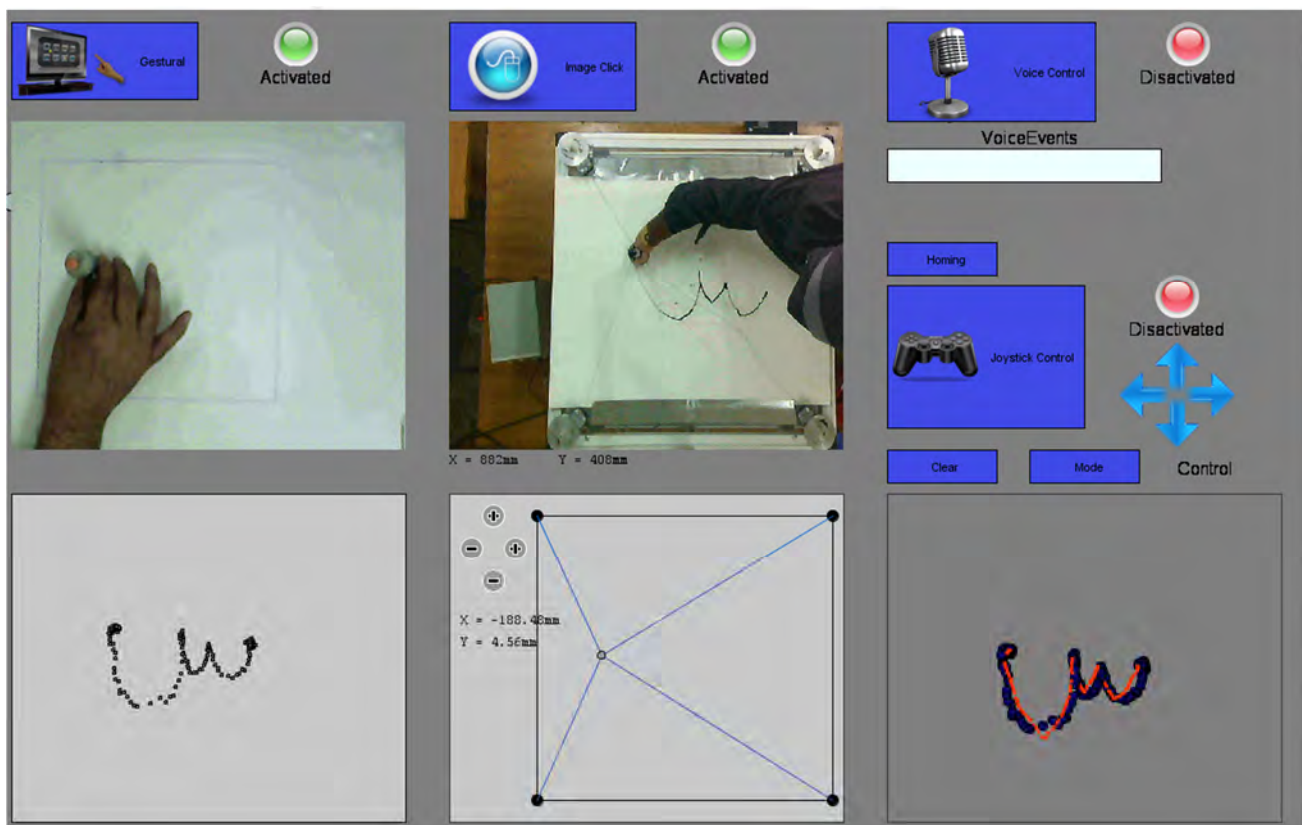 Gestural
Activated
Image Click
Activated
Voice Control
Disactivated
VoiceEvents
Homing
Joystick Control
Disactivated
X = 882mm Y = 408mm
Clear
Mode
Control
X = -188.48mm
Y = 4.56mm